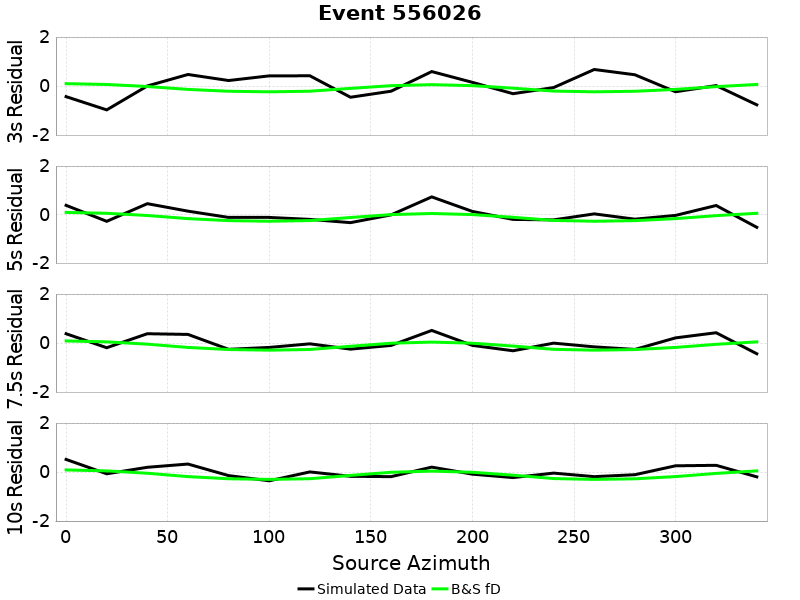 Event 556026
2
0
-2
3s Residual
2
0
-2
5s Residual
2
0
-2
7.5s Residual
2
0
-2
10s Residual
0 50 100 150 200 250 300
Source Azimuth
Simulated Data B&S fD